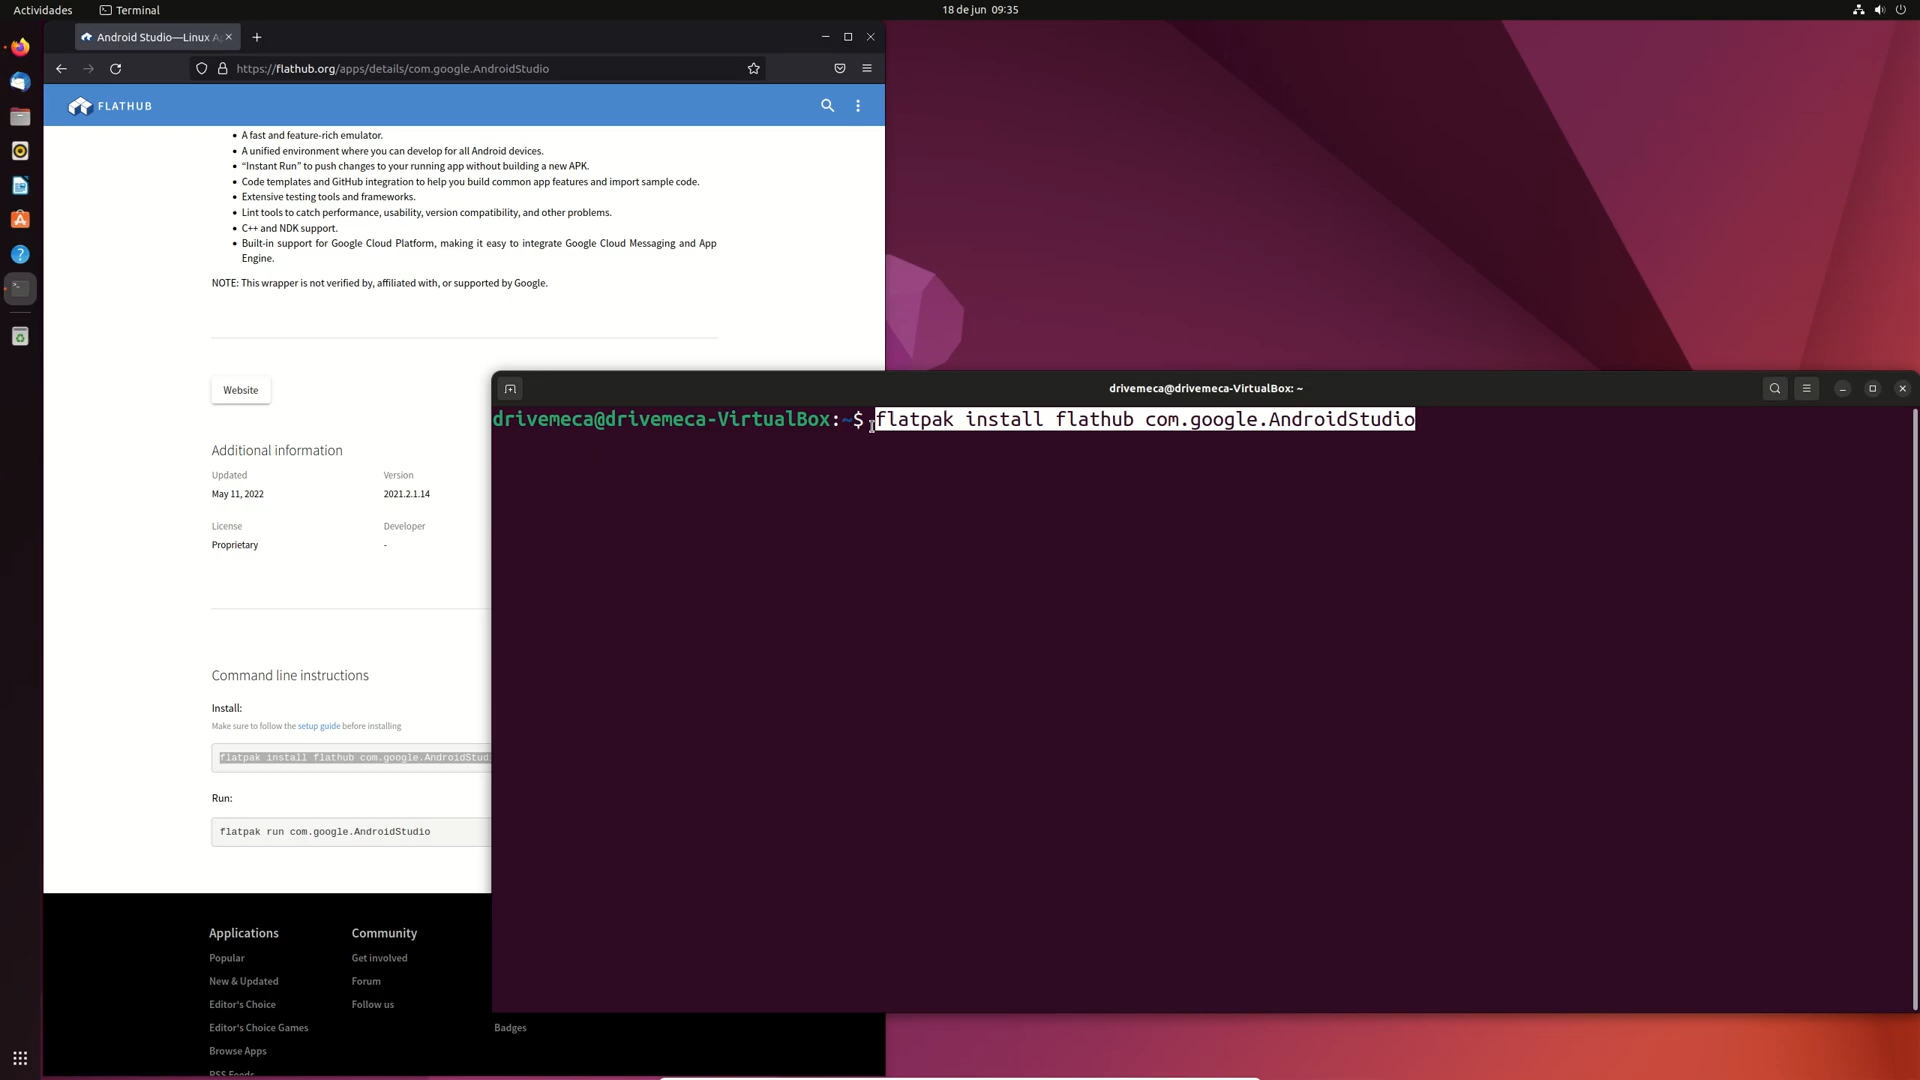 Actividades
Terminal
18 de jun  09:35
Android Studio—Linux Ap
https://flathub.org/apps/details/com.google.AndroidStudio
FLATHUB
A fast and feature-rich emulator.
A unified environment where you can develop for all Android devices.
“Instant Run” to push changes to your running app without building a new APK.
Code templates and GitHub integration to help you build common app features and import sample code.
Extensive testing tools and frameworks.
Lint tools to catch performance, usability, version compatibility, and other problems.
C++ and NDK support.
Built-in support for Google Cloud Platform, making it easy to integrate Google Cloud Messaging and App
Engine.
NOTE: This wrapper is not verified by, affiliated with, or supported by Google.
Website
Additional information
Updated
Version
May 11, 2022
2021.2.1.14
License
Developer
Proprietary
-
Command line instructions
Install:
Make sure to follow the setup guide before installing
flatpak install flathub com.google.AndroidStudi
Run:
flatpak run com.google.AndroidStudio
Applications
Community
Popular
Get involved
New & Updated
Forum
Editor's Choice
Follow us
Editor's Choice Games
Badges
Browse Apps
RSS Feeds
drivemeca@drivemeca-VirtualBox: ~
drivemeca@drivemeca-VirtualBox:~$ flatpak install flathub com.google.AndroidStudio